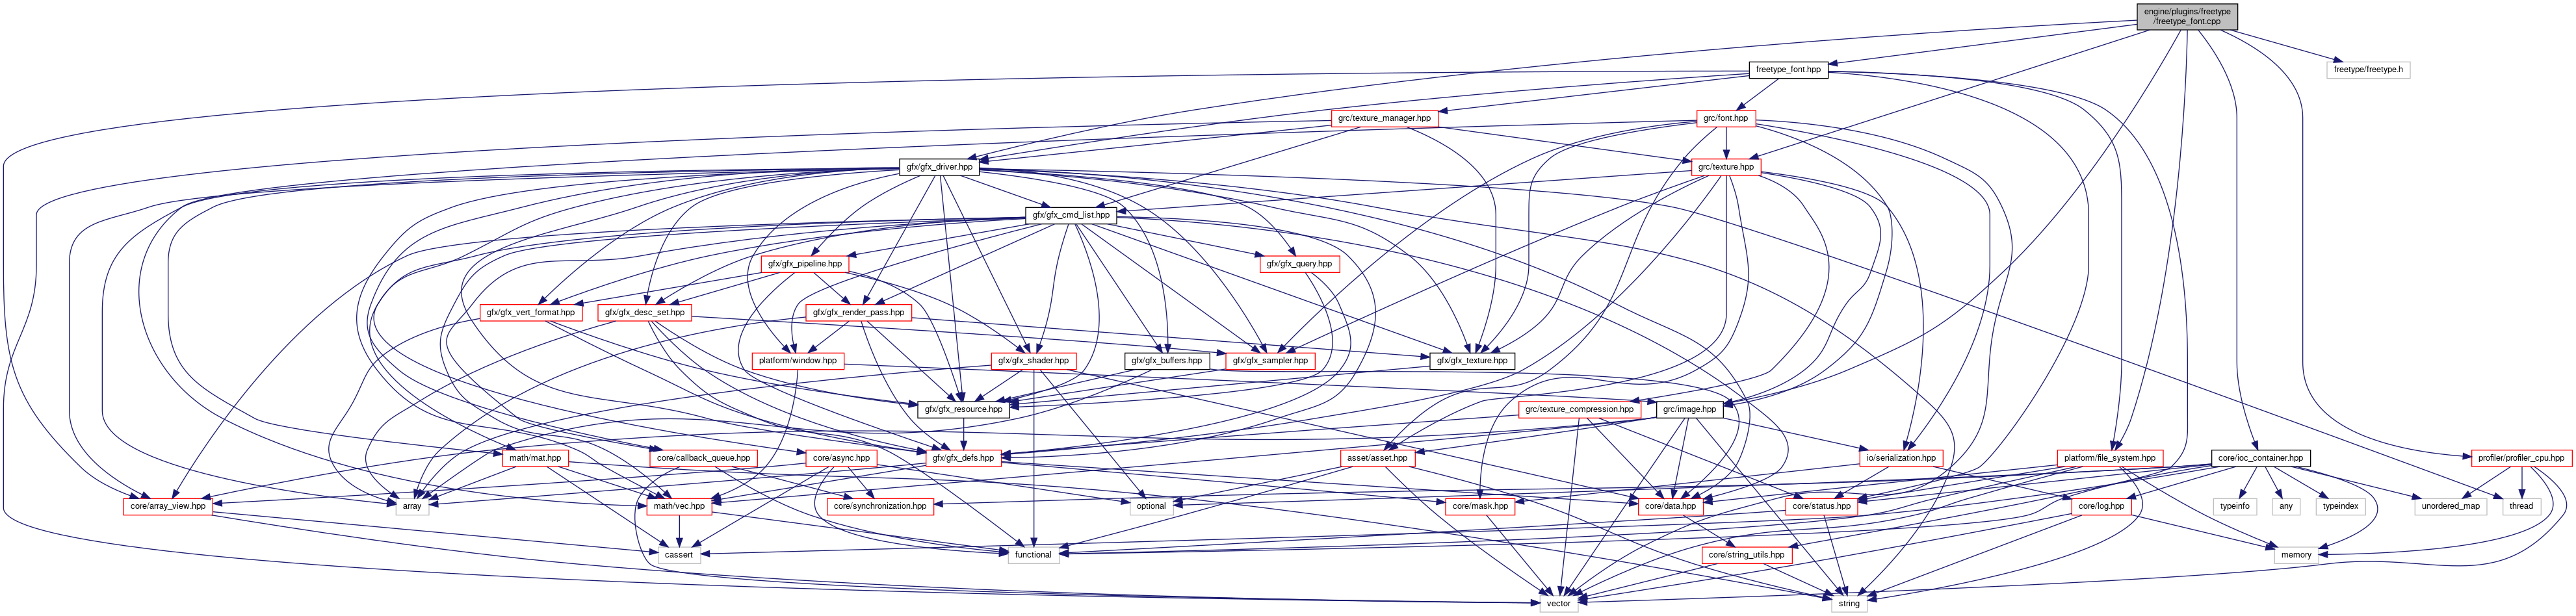 engine/plugins/freetype
/freetype_font.cpp
freetype_font.hpp
freetype/freetype.h
grc/texture_manager.hpp
grc/font.hpp
gfx/gfx_driver.hpp
grc/texture.hpp
gfx/gfx_cmd_list.hpp
gfx/gfx_pipeline.hpp
gfx/gfx_query.hpp
gfx/gfx_vert_format.hpp
gfx/gfx_desc_set.hpp
gfx/gfx_render_pass.hpp
platform/window.hpp
gfx/gfx_shader.hpp
gfx/gfx_buffers.hpp
gfx/gfx_sampler.hpp
gfx/gfx_texture.hpp
gfx/gfx_resource.hpp
grc/texture_compression.hpp
grc/image.hpp
math/mat.hpp
core/callback_queue.hpp
core/async.hpp
gfx/gfx_defs.hpp
asset/asset.hpp
io/serialization.hpp
platform/file_system.hpp
core/ioc_container.hpp
profiler/profiler_cpu.hpp
core/array_view.hpp
array
math/vec.hpp
core/synchronization.hpp
optional
core/mask.hpp
core/data.hpp
core/status.hpp
core/log.hpp
typeinfo
any
typeindex
unordered_map
thread
cassert
functional
core/string_utils.hpp
memory
vector
string